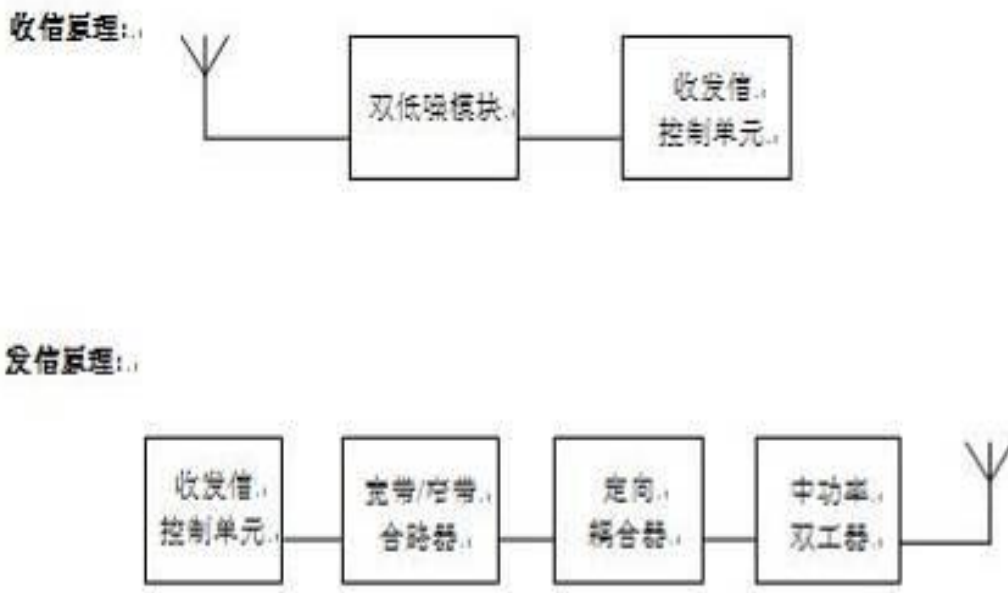 收信原理:
双低噪模块
收发信
控制单元
发信原理:
收发信
控制单元
宽带/窄带
合路器
定向
耦合器
中功率
双工器